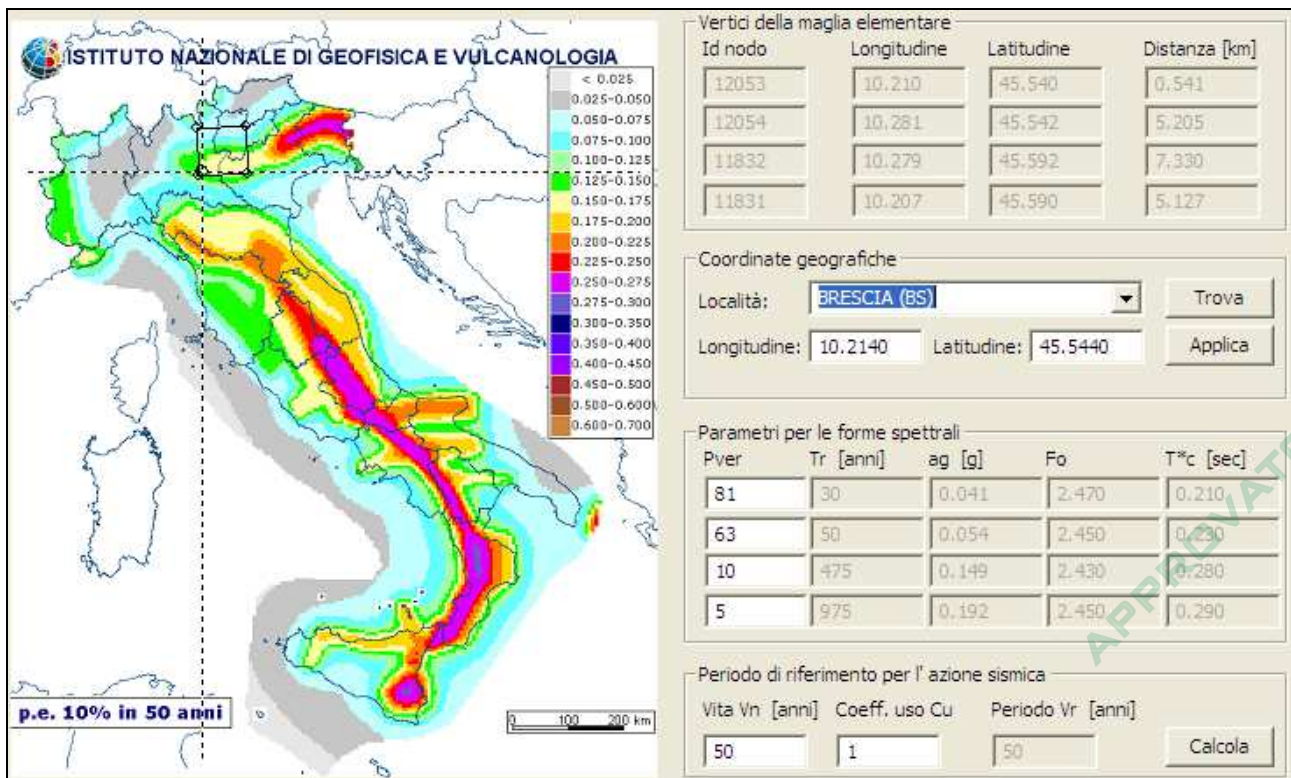 ISTITUTO NAZIONALE DI GEOFISICA E VULCANOLOGIA
< 0.025
0.025-0.050
0.050-0.075
0.075-0.100
0.100-0.125
0.125-0.150
0.150-0.175
0.175-0.200
0.200-0.225
0.225-0.250
0.250-0.275
0.275-0.300
0.300-0.350
0.350-0.400
0.400-0.450
0.450-0.500
0.500-0.600
0.600-0.700
p.e. 10% in 50 anni
0 100 200 km
Vertici della maglia elementare
Id nodo Longitudine Latitudine Distanza [km]
12053 10.210 45.540 0.541
12054 10.281 45.542 5.205
11832 10.279 45.592 7.330
11831 10.207 45.590 5.127
Coordinate geografiche
Località: BRESCIA (BS) Trova
Longitudine: 10.2140 Latitudine: 45.5440 Applica
Parametri per le forme spettrali
Pver Tr [anni] ag [g] Fo T*c [sec]
81 30 0.041 2.470 0.210
63 50 0.054 2.450 0.230
10 475 0.149 2.430 0.280
5 975 0.192 2.450 0.290
Periodo di riferimento per l' azione sismica
Vita Vn [anni] Coeff. uso Cu Periodo Vr [anni]
50 1 50 Calcola